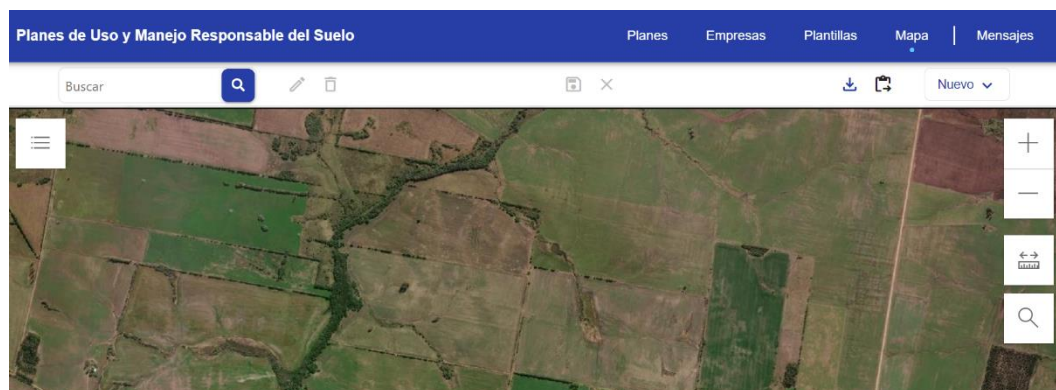 Planes de Uso y Manejo Responsable del Suelo Planes Empresas Plantillas Mapa | Mensajes
Buscar Nuevo